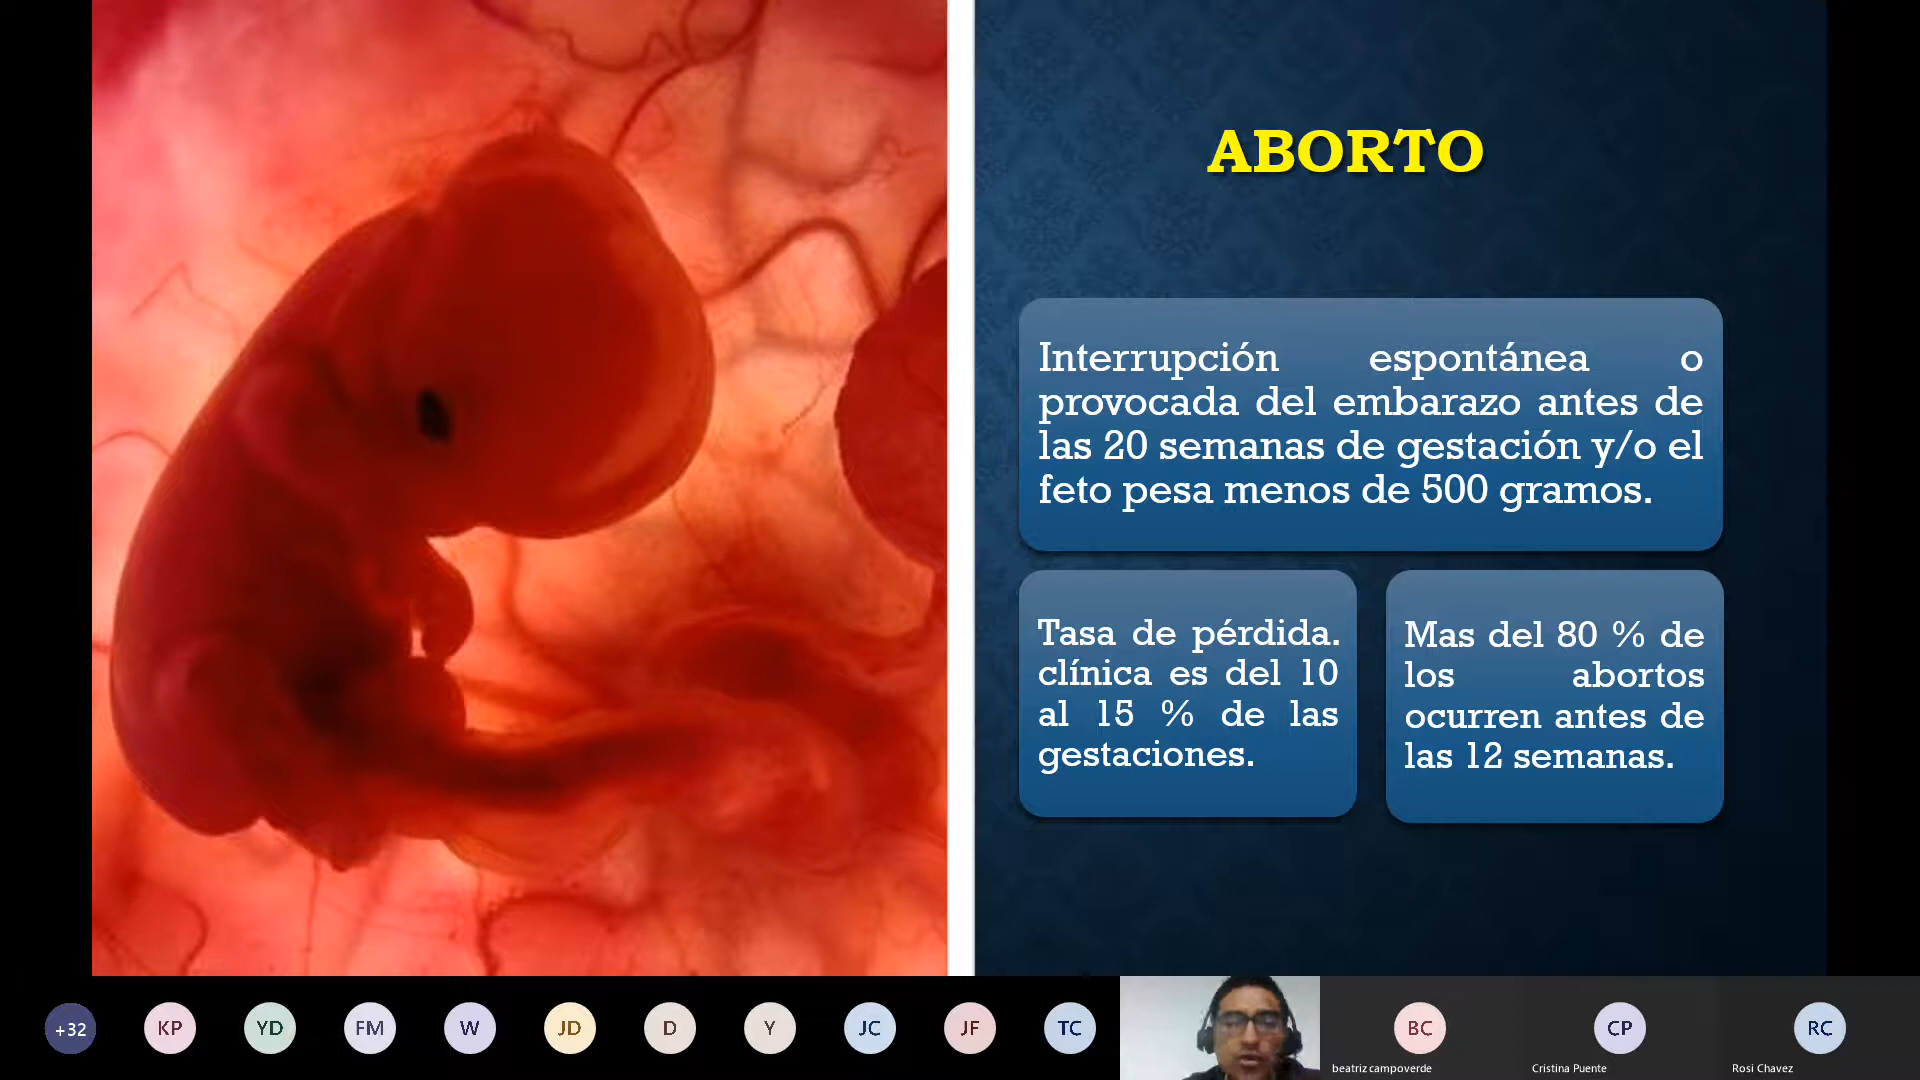 ABORTO
Interrupción espontánea o
provocada del embarazo antes de
las 20 semanas de gestación y/o el
feto pesa menos de 500 gramos.
Tasa de pérdida.
clínica es del 10
al 15 % de las
gestaciones.
Mas del 80 % de
los abortos
ocurren antes de
las 12 semanas.
+32
KP
YD
FM
W
JD
D
Y
JC
JF
TC
BC
beatriz campoverde
CP
Cristina Puente
RC
Rosi Chavez